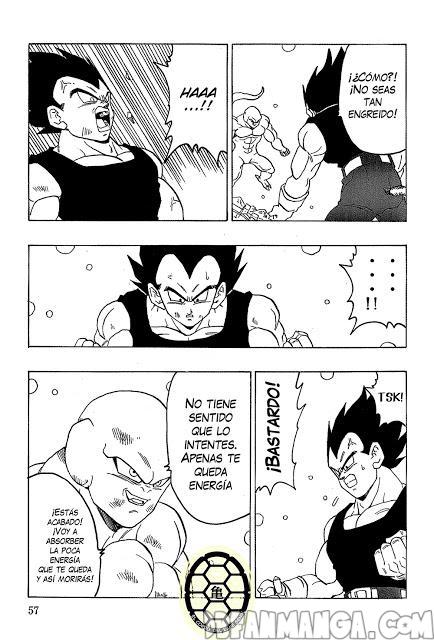 ¡¿CÓMO?!
¡NO SEAS
TAN
ENGREÍDO!
HAAA
...!!
....
!!
TSK!
¡BASTARDO!
NO TIENE
SENTIDO
QUE LO
INTENTES.
APENAS TE
QUEDA
ENERGÍA
¡ESTÁS
ACABADO!
¡VOY A
ABSORBER
LA POCA
ENERGÍA
QUE TE QUEDA
Y ASÍ MORIRÁS!
57
亀
DBFANMANGA.COM